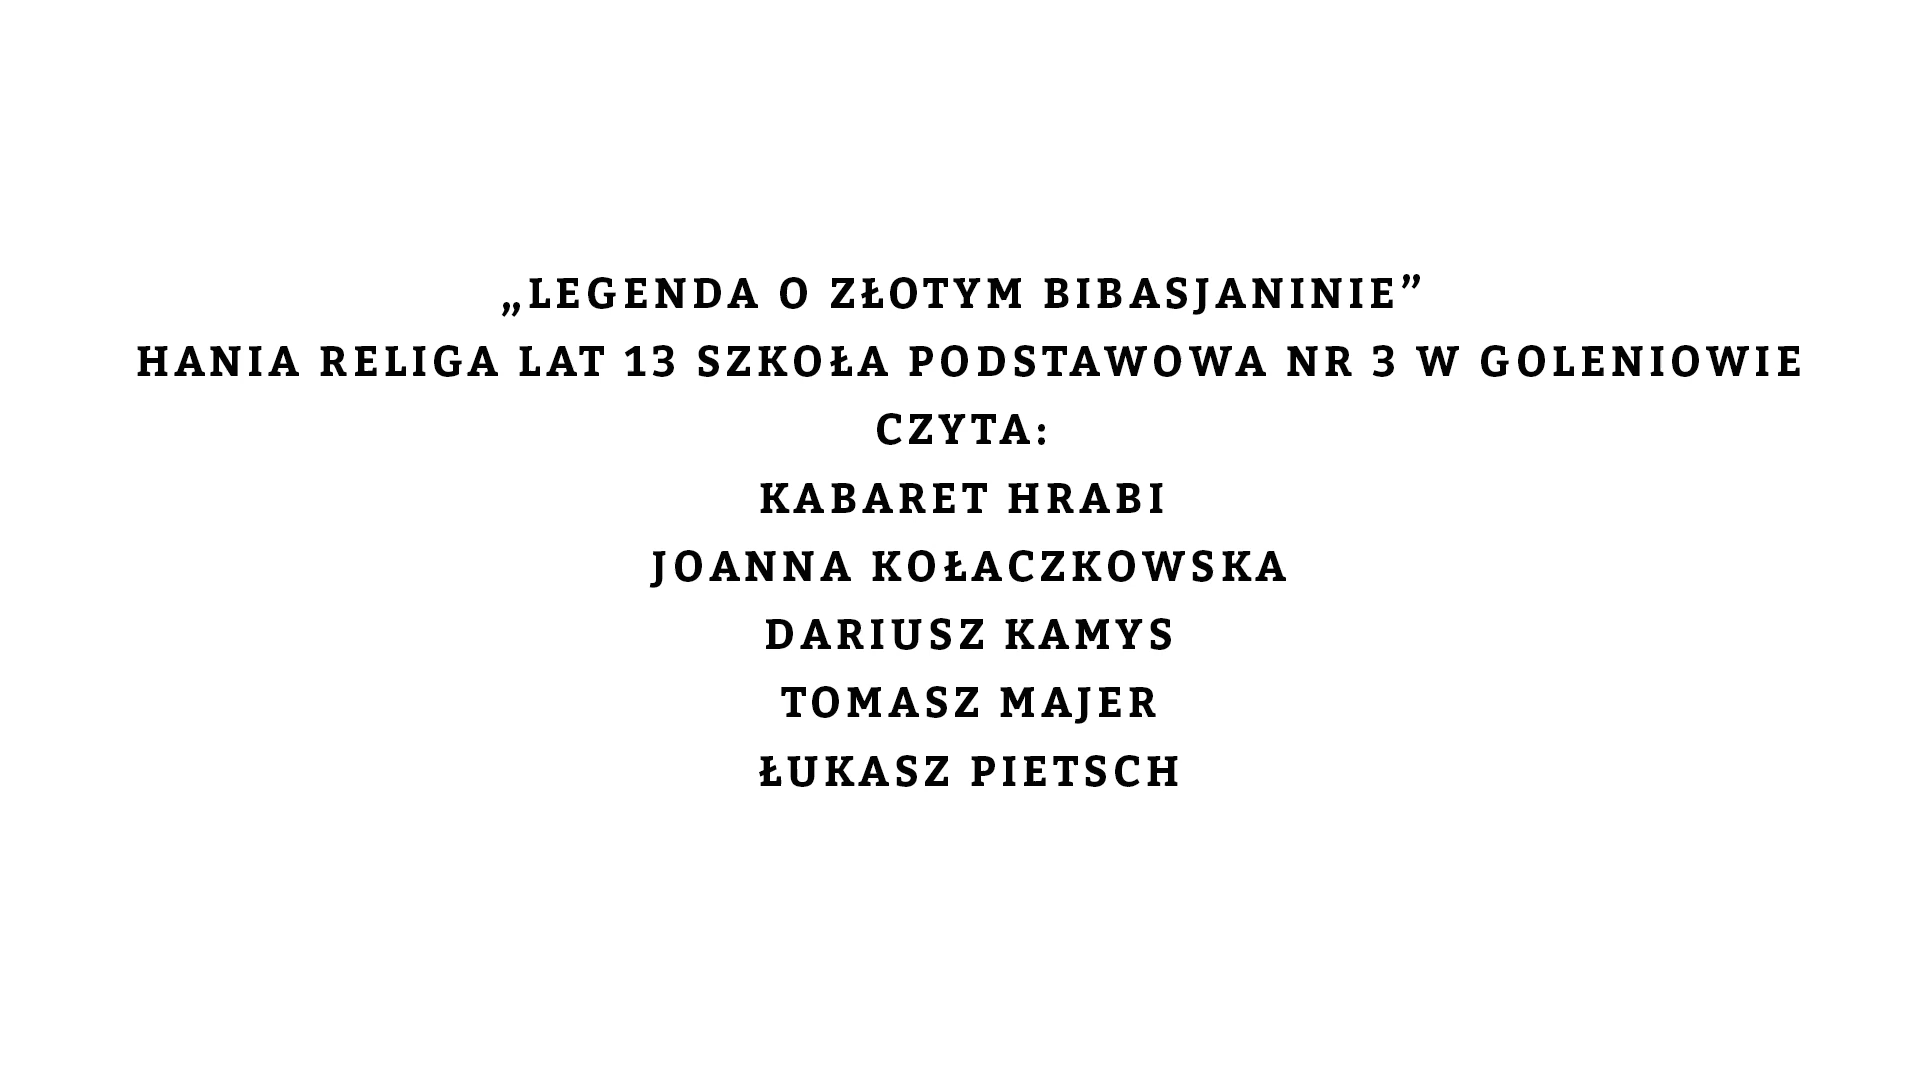 „LEGENDA O ZŁOTYM BIBASJANINIE”
HANIA RELIGA LAT 13 SZKOŁA PODSTAWOWA NR 3 W GOLENIOWIE
CZYTA:
KABARET HRABI
JOANNA KOŁACZKOWSKA
DARIUSZ KAMYS
TOMASZ MAJER
ŁUKASZ PIETSCH